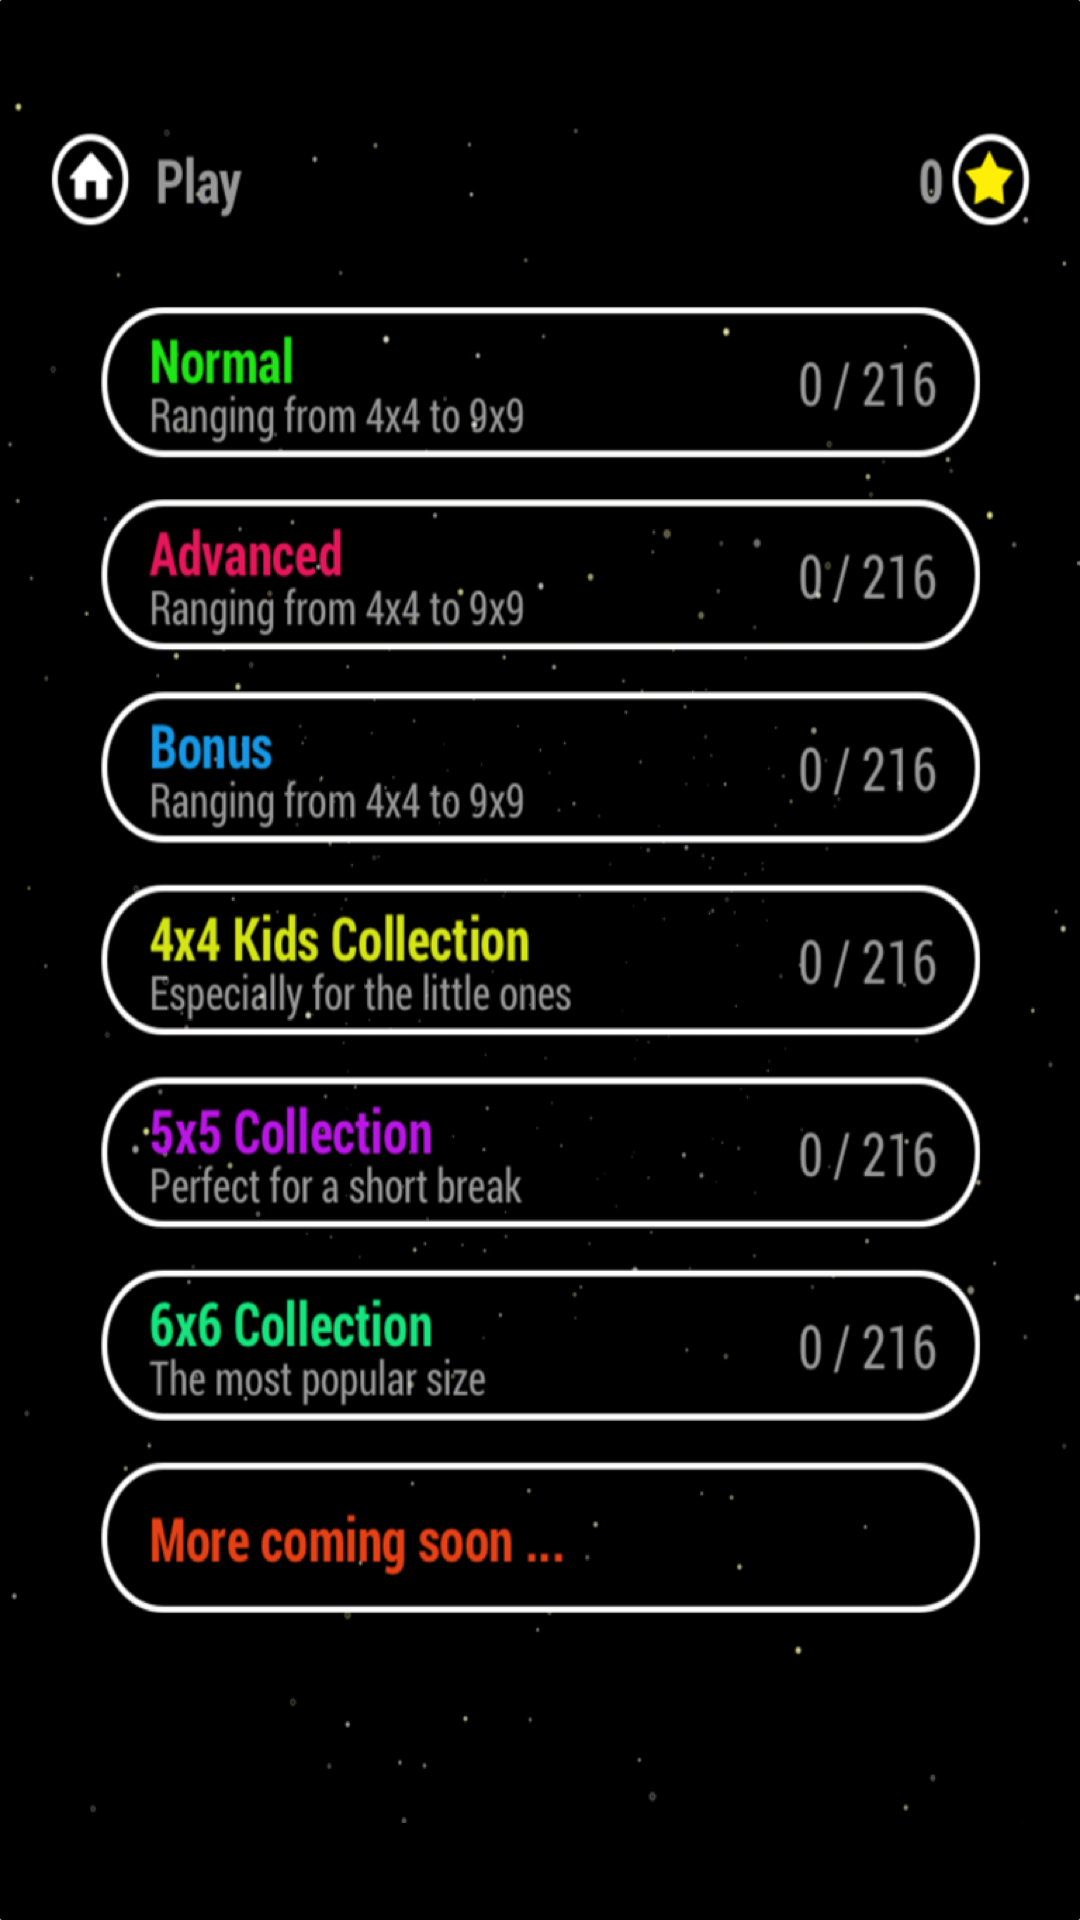 Play
0
Normal
Ranging from 4x4 to 9x9
0 / 216
Advanced
Ranging from 4x4 to 9x9
0 / 216
Bonus
Ranging from 4x4 to 9x9
0 / 216
4x4 Kids Collection
Especially for the little ones
0 / 216
5x5 Collection
Perfect for a short break
0 / 216
6x6 Collection
The most popular size
0 / 216
More coming soon ...